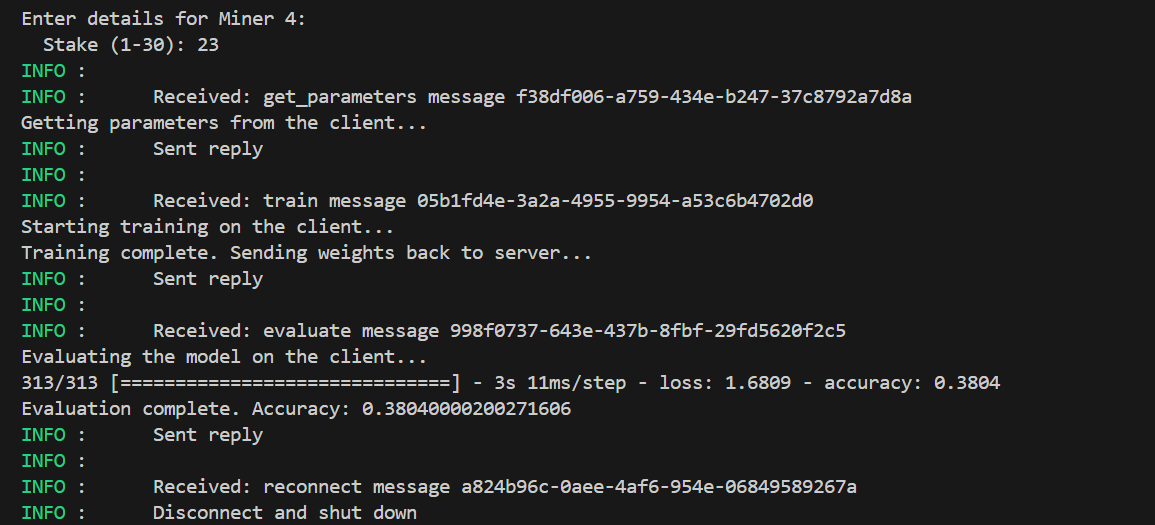 Enter details for Miner 4:
Stake (1-30): 23
INFO :
INFO : Received: get_parameters message f38df006-a759-434e-b247-37c8792a7d8a
Getting parameters from the client...
INFO : Sent reply
INFO :
INFO : Received: train message 05b1fd4e-3a2a-4955-9954-a53c6b4702d0
Starting training on the client...
Training complete. Sending weights back to server...
INFO : Sent reply
INFO :
INFO : Received: evaluate message 998f0737-643e-437b-8fbf-29fd5620f2c5
Evaluating the model on the client...
313/313 [==============================] - 3s 11ms/step - loss: 1.6809 - accuracy: 0.3804
Evaluation complete. Accuracy: 0.38040000200271606
INFO : Sent reply
INFO :
INFO : Received: reconnect message a824b96c-0aee-4af6-954e-06849589267a
INFO : Disconnect and shut down